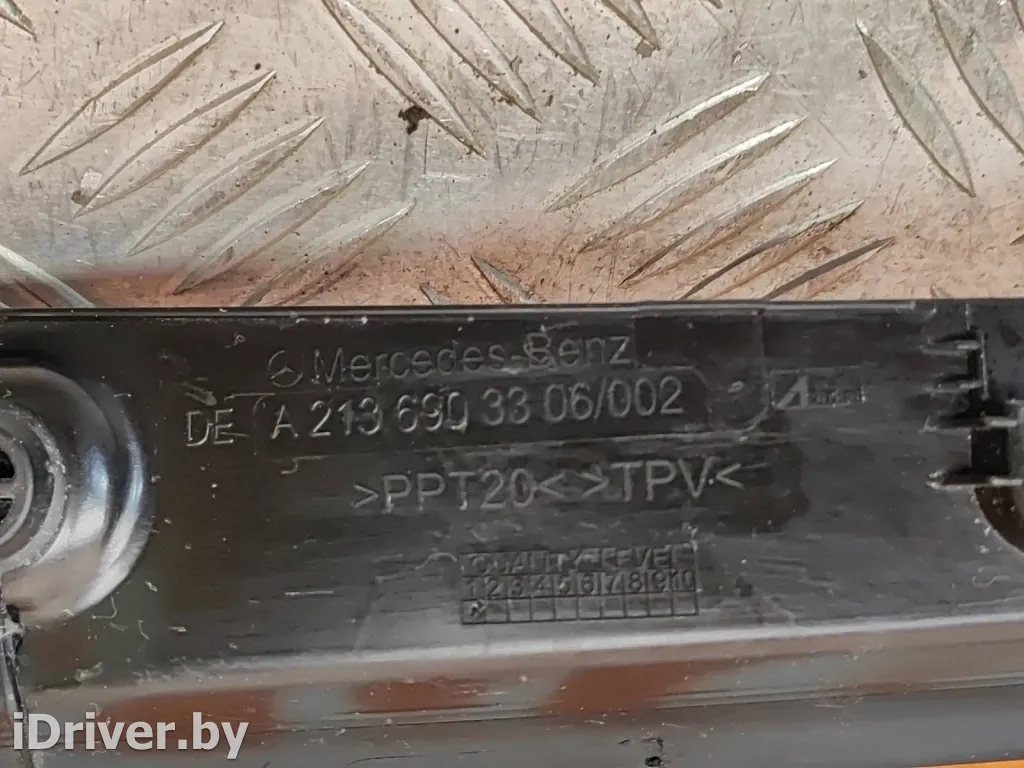 Mercedes-Benz
DE A 213 690 33 06/002
>PPT20< >TPV<
QUALITY LEVEL
1 2 3 4 5 6 7 8 9 10
iDriver.by